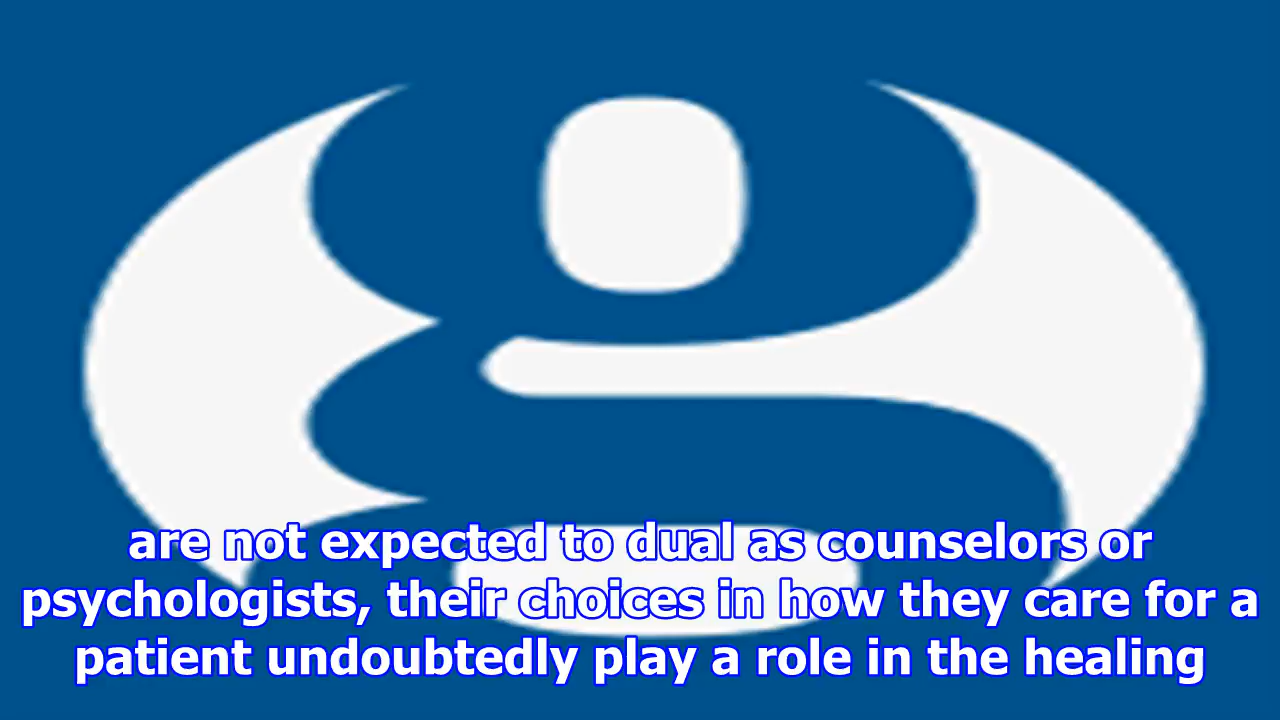 are not expected to dual as counselors or
psychologists, their choices in how they care for a
patient undoubtedly play a role in the healing